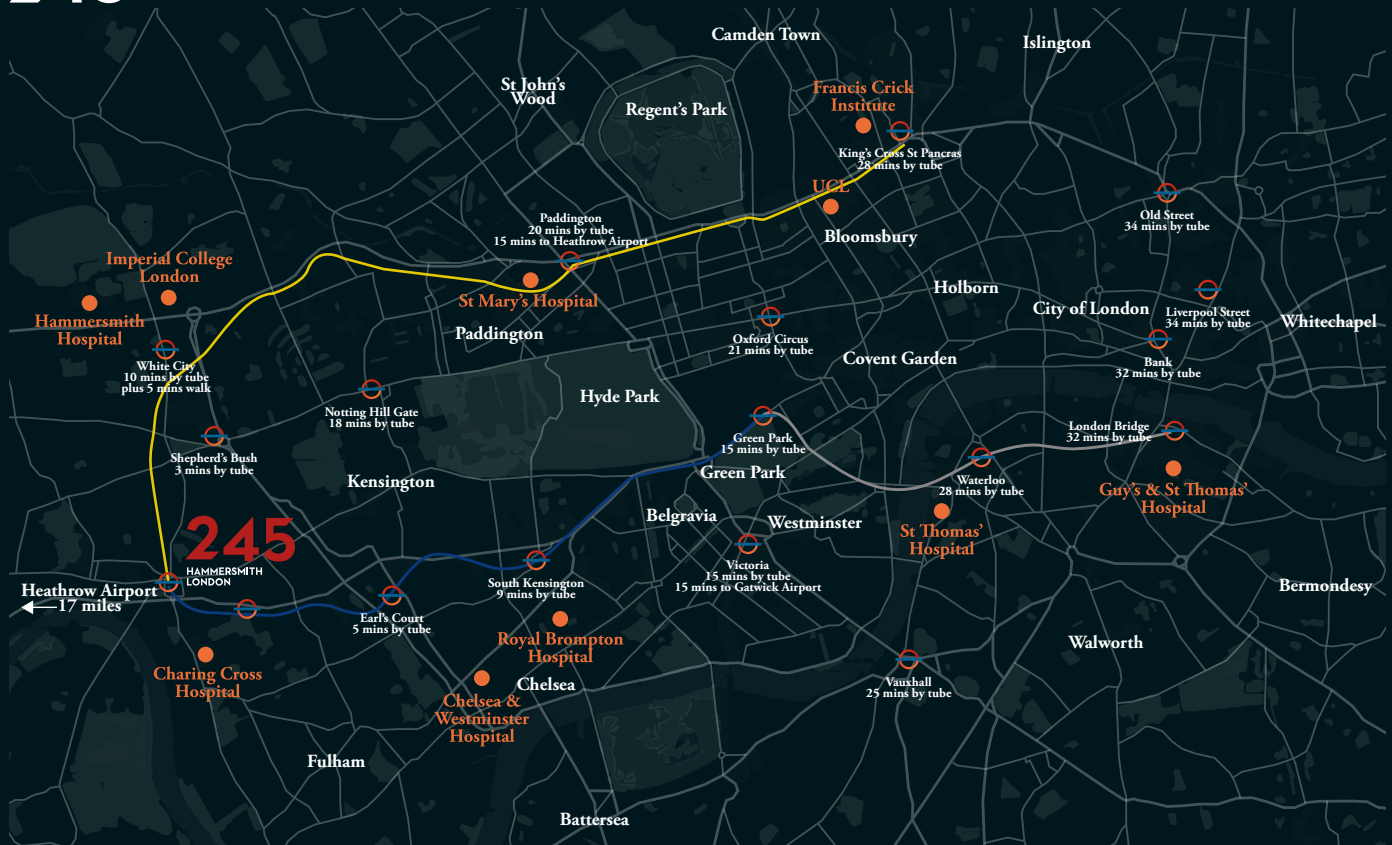 Camden Town
Islington
St John's
Wood
Regent's Park
Francis Crick
Institute
King's Cross St Pancras
28 mins by tube
UCL
Old Street
34 mins by tube
Paddington
20 mins by tube
15 mins to Heathrow Airport
Bloomsbury
Imperial College
London
St Mary's Hospital
Holborn
City of London
Liverpool Street
34 mins by tube
Whitechapel
Hammersmith
Hospital
Paddington
Oxford Circus
21 mins by tube
Covent Garden
Bank
32 mins by tube
White City
10 mins by tube
plus 5 mins walk
Hyde Park
Notting Hill Gate
18 mins by tube
Green Park
15 mins by tube
London Bridge
32 mins by tube
Shepherd's Bush
3 mins by tube
Kensington
Green Park
Waterloo
28 mins by tube
Guy's & St Thomas'
Hospital
Belgravia
Westminster
St Thomas'
Hospital
245
HAMMERSMITH
LONDON
Victoria
15 mins by tube
15 mins to Gatwick Airport
South Kensington
9 mins by tube
Heathrow Airport
17 miles
Bermondesy
Earl's Court
5 mins by tube
Royal Brompton
Hospital
Walworth
Charing Cross
Hospital
Chelsea
Vauxhall
25 mins by tube
Chelsea &
Westminster
Hospital
Fulham
Battersea